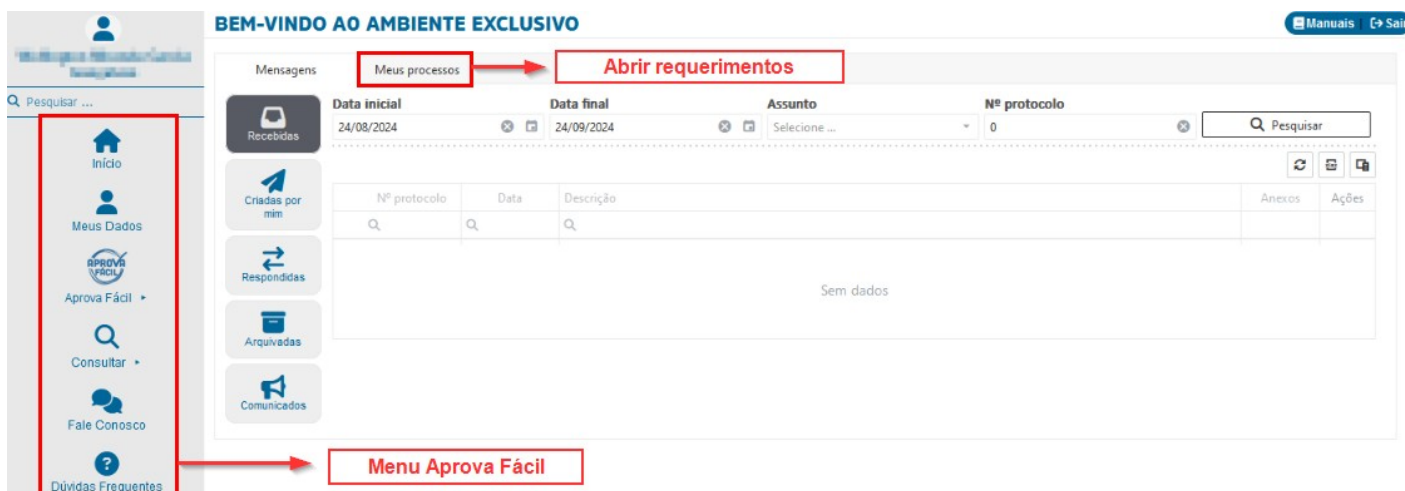 BEM-VINDO AO AMBIENTE EXCLUSIVO
Manuais Sair
Mensagens Meus processos Abrir requerimentos
Pesquisar ...
Data inicial Data final Assunto Nº protocolo
24/08/2024 24/09/2024 Selecione ... 0 Pesquisar
Recebidas
Criadas por
mim
Respondidas
Arquivadas
Comunicados
Nº protocolo Data Descrição Anexos Ações
Sem dados
Início
Meus Dados
APROVA
FÁCIL
Aprova Fácil
Consultar
Fale Conosco
Dúvidas Frequentes
Menu Aprova Fácil